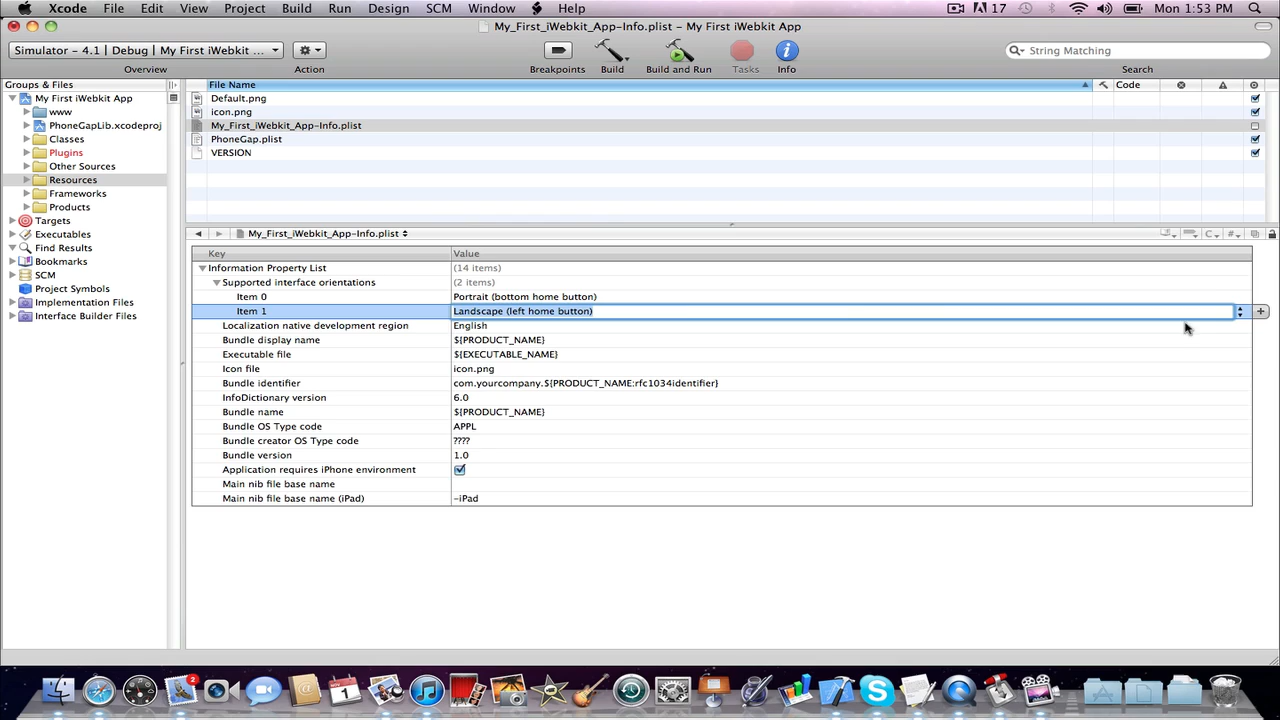 Xcode File Edit View Project Build Run Design SCM Window Help 17 Mon 1:53 PM
My_First_iWebkit_App-Info.plist – My First iWebkit App
Simulator - 4.1 | Debug | My First iWebkit ...
String Matching
Overview Action Breakpoints Build Build and Run Tasks Info Search
Groups & Files
My First iWebkit App
www
PhoneGapLib.xcodeproj
Classes
Plugins
Other Sources
Resources
Frameworks
Products
Targets
Executables
Find Results
Bookmarks
SCM
Project Symbols
Implementation Files
Interface Builder Files
File Name Code
Default.png
icon.png
My_First_iWebkit_App-Info.plist
PhoneGap.plist
VERSION
My_First_iWebkit_App-Info.plist C #
Key Value
Information Property List (14 items)
Supported interface orientations (2 items)
Item 0 Portrait (bottom home button)
Item 1 Landscape (left home button)
Localization native development region English
Bundle display name ${PRODUCT_NAME}
Executable file ${EXECUTABLE_NAME}
Icon file icon.png
Bundle identifier com.yourcompany.${PRODUCT_NAME:rfc1034identifier}
InfoDictionary version 6.0
Bundle name ${PRODUCT_NAME}
Bundle OS Type code APPL
Bundle creator OS Type code ????
Bundle version 1.0
Application requires iPhone environment
Main nib file base name
Main nib file base name (iPad) -iPad
2
1